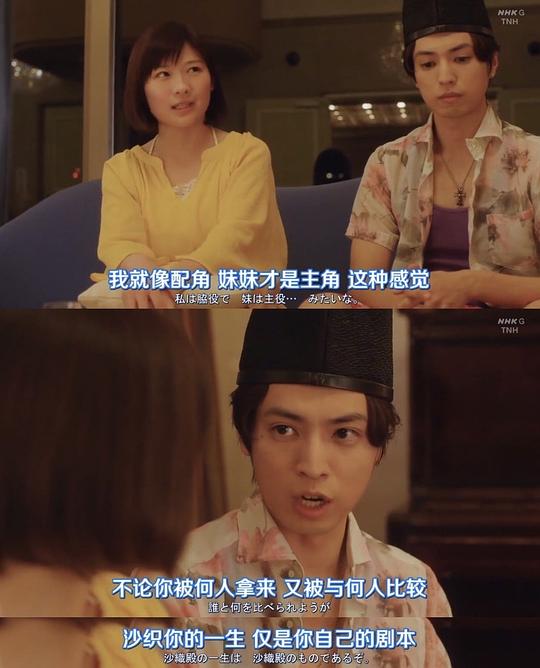 NHK G
TNH
我就像配角 妹妹才是主角 这种感觉
私は脇役で 妹は主役… みたいな。
NHK G
TNH
不论你被何人拿来 又被与何人比较
誰と何を比べられようが
沙织你的一生 仅是你自己的剧本
沙織殿の一生は 沙織殿のものであるぞ。